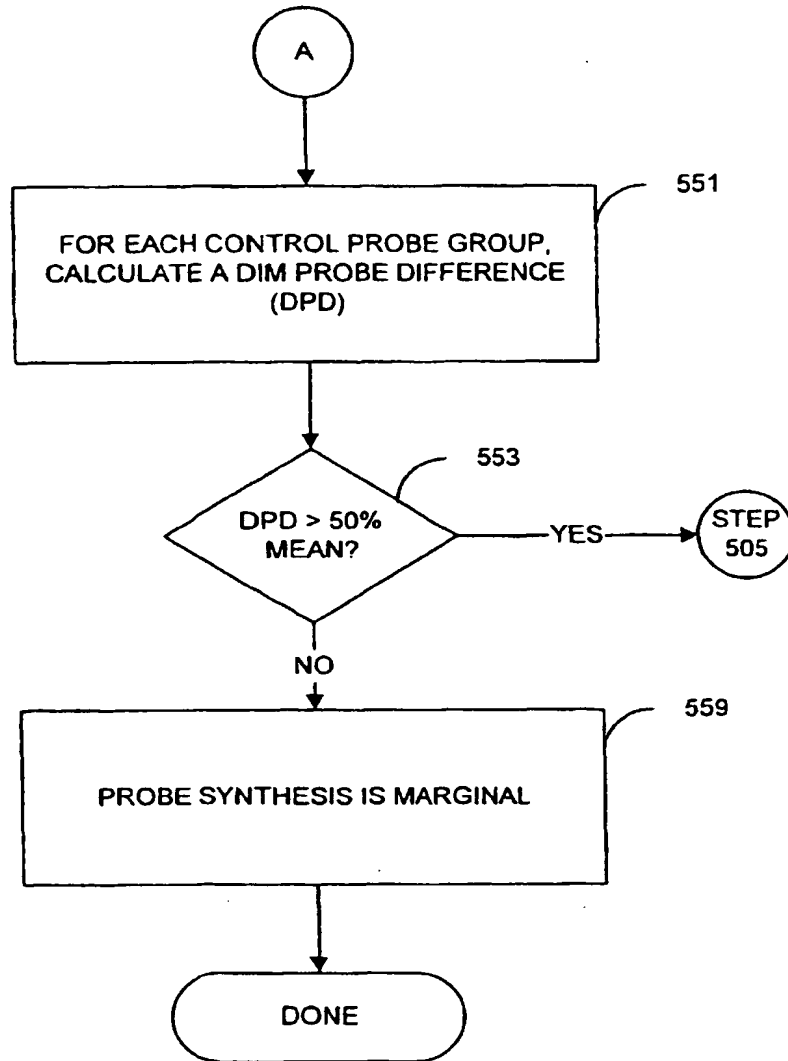 A
551
FOR EACH CONTROL PROBE GROUP,
CALCULATE A DIM PROBE DIFFERENCE
(DPD)
553
DPD > 50%
MEAN?
YES
STEP
505
NO
559
PROBE SYNTHESIS IS MARGINAL
DONE